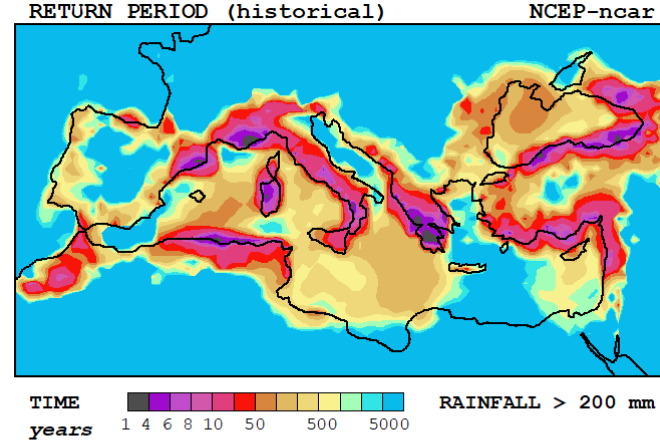 RETURN PERIOD (historical) NCEP-ncar
TIME RAINFALL > 200 mm
years 1 4 6 8 10 50 500 5000